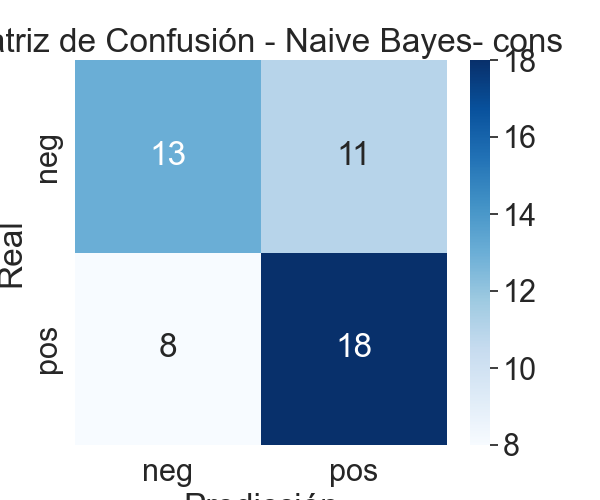 atriz de Confusión - Naive Bayes- cons
neg
13
11
pos
8
18
Real
neg
pos
Predicción
18
16
14
12
10
8